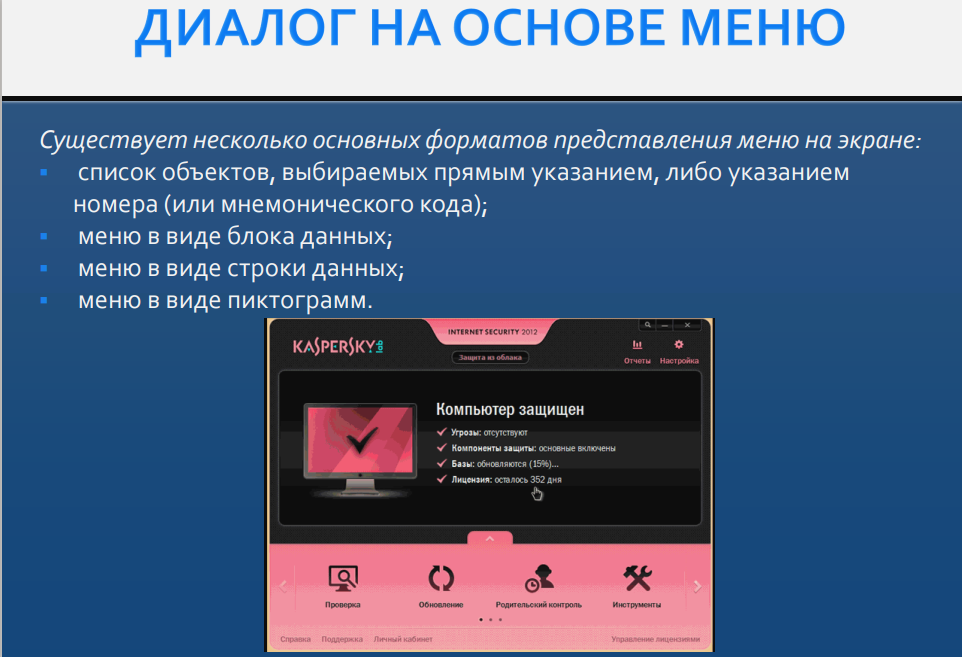 ДИАЛОГ НА ОСНОВЕ МЕНЮ
Существует несколько основных форматов представления меню на экране:
список объектов, выбираемых прямым указанием, либо указанием
номера (или мнемонического кода);
меню в виде блока данных;
меню в виде строки данных;
меню в виде пиктограмм.
INTERNET SECURITY 2012
KASPERSKY lab
Защита из облака
Отчеты Настройка
Компьютер защищен
Угрозы: отсутствуют
Компоненты защиты: основные включены
Базы: обновляются (15%)...
Лицензия: осталось 352 дня
Проверка Обновление Родительский контроль Инструменты
Справка Поддержка Личный кабинет Управление лицензиями